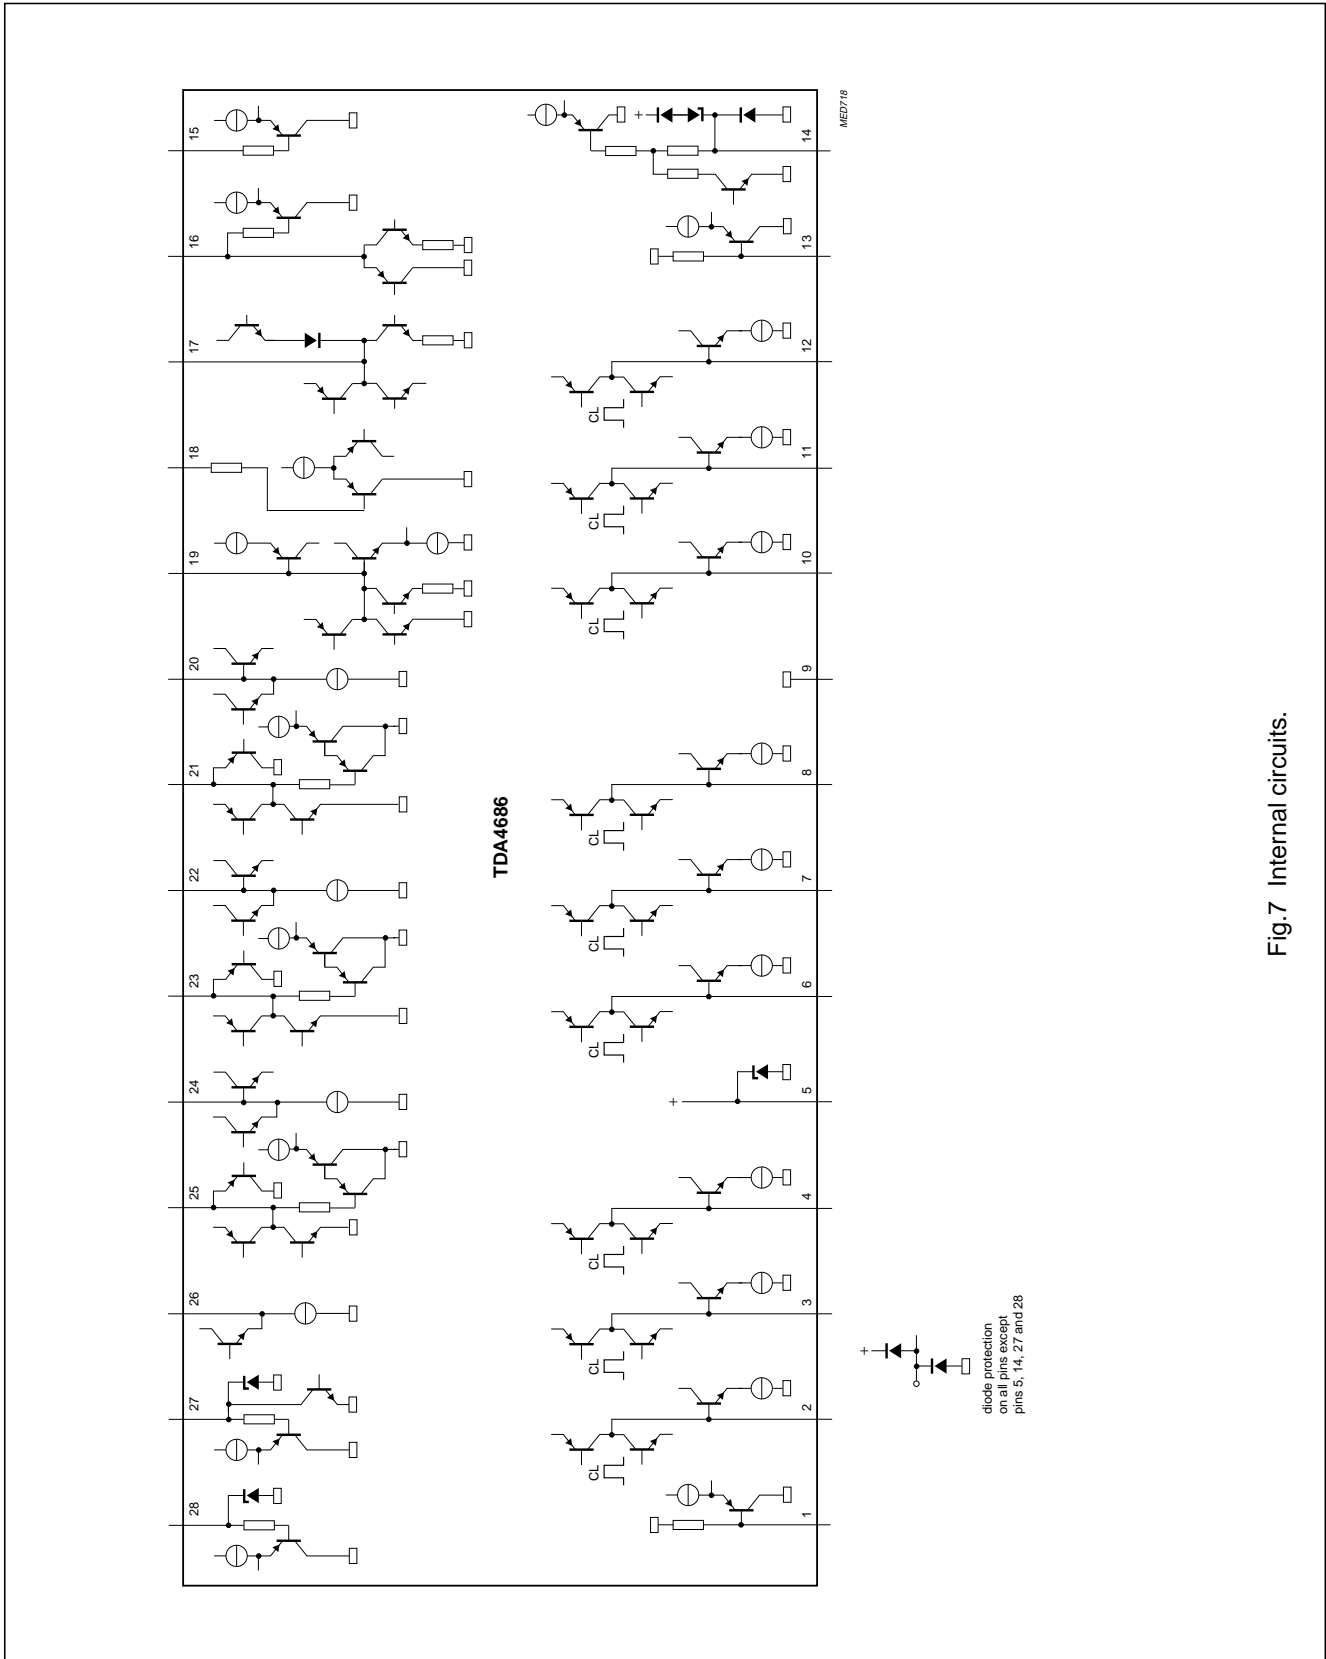 28 27 26 25 24 23 22 21 20 19 18 17 16 15
TDA4686
CL CL CL CL CL CL CL CL CL
+
+
1 2 3 4 5 6 7 8 9 10 11 12 13 14
MED718
+
diode protection
on all pins except
pins 5, 14, 27 and 28
Fig.7 Internal circuits.